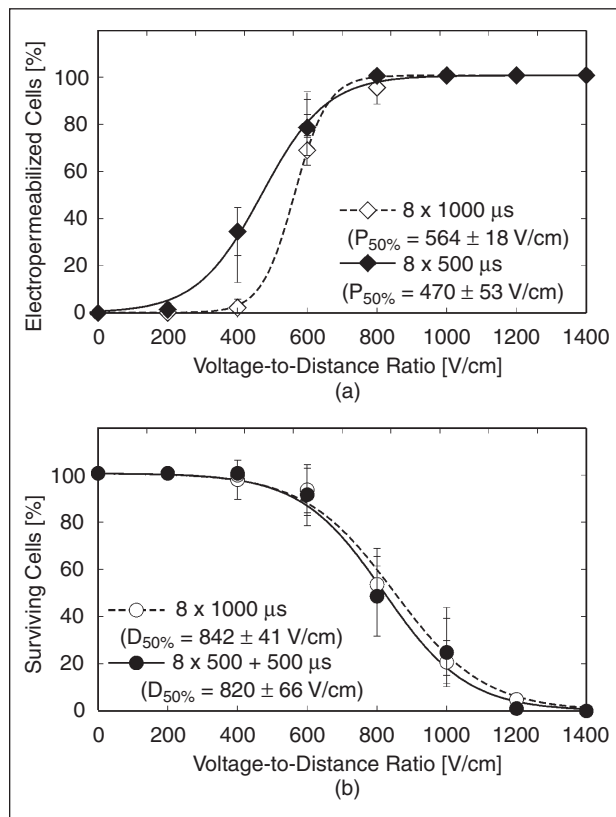 Electropermeabilized Cells [%]
100
80
60
40
20
0
8 x 1000 µs
(P50% = 564 ± 18 V/cm)
8 x 500 µs
(P50% = 470 ± 53 V/cm)
0 200 400 600 800 1000 1200 1400
Voltage-to-Distance Ratio [V/cm]
(a)
Surviving Cells [%]
100
80
60
40
20
0
8 x 1000 µs
(D50% = 842 ± 41 V/cm)
8 x 500 + 500 µs
(D50% = 820 ± 66 V/cm)
0 200 400 600 800 1000 1200 1400
Voltage-to-Distance Ratio [V/cm]
(b)